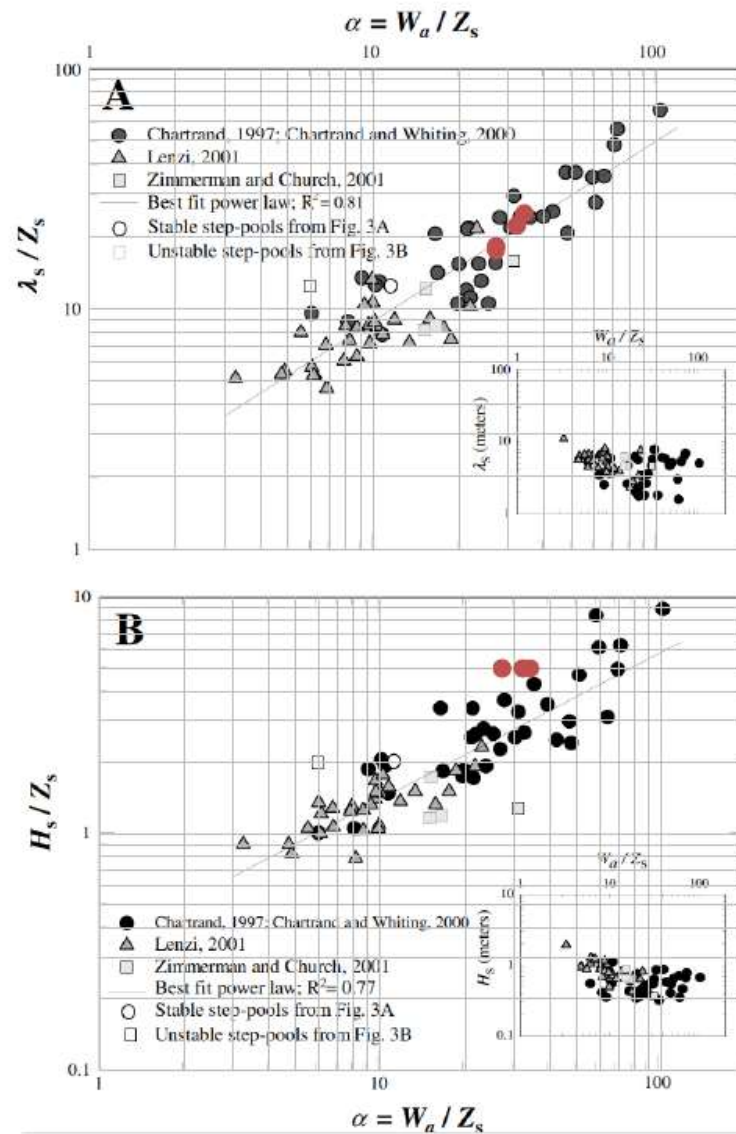 α = Wₐ / Zₛ
1 10 100
100
A
Chartrand, 1997; Chartrand and Whiting, 2000
Lenzi, 2001
Zimmerman and Church, 2001
Best fit power law; R²= 0.81
Stable step-pools from Fig. 3A
Unstable step-pools from Fig. 3B
λₛ / Zₛ
10
Wₐ / Zₛ
1 10 100
100
λₛ (meters)
10
1
1
10
B
Hₛ / Zₛ
1
Wₐ / Zₛ
1 10 100
10
Hₛ (meters)
1
0.1
Chartrand, 1997; Chartrand and Whiting, 2000
Lenzi, 2001
Zimmerman and Church, 2001
Best fit power law; R²= 0.77
Stable step-pools from Fig. 3A
Unstable step-pools from Fig. 3B
0.1
1 10 100
α = Wₐ / Zₛ